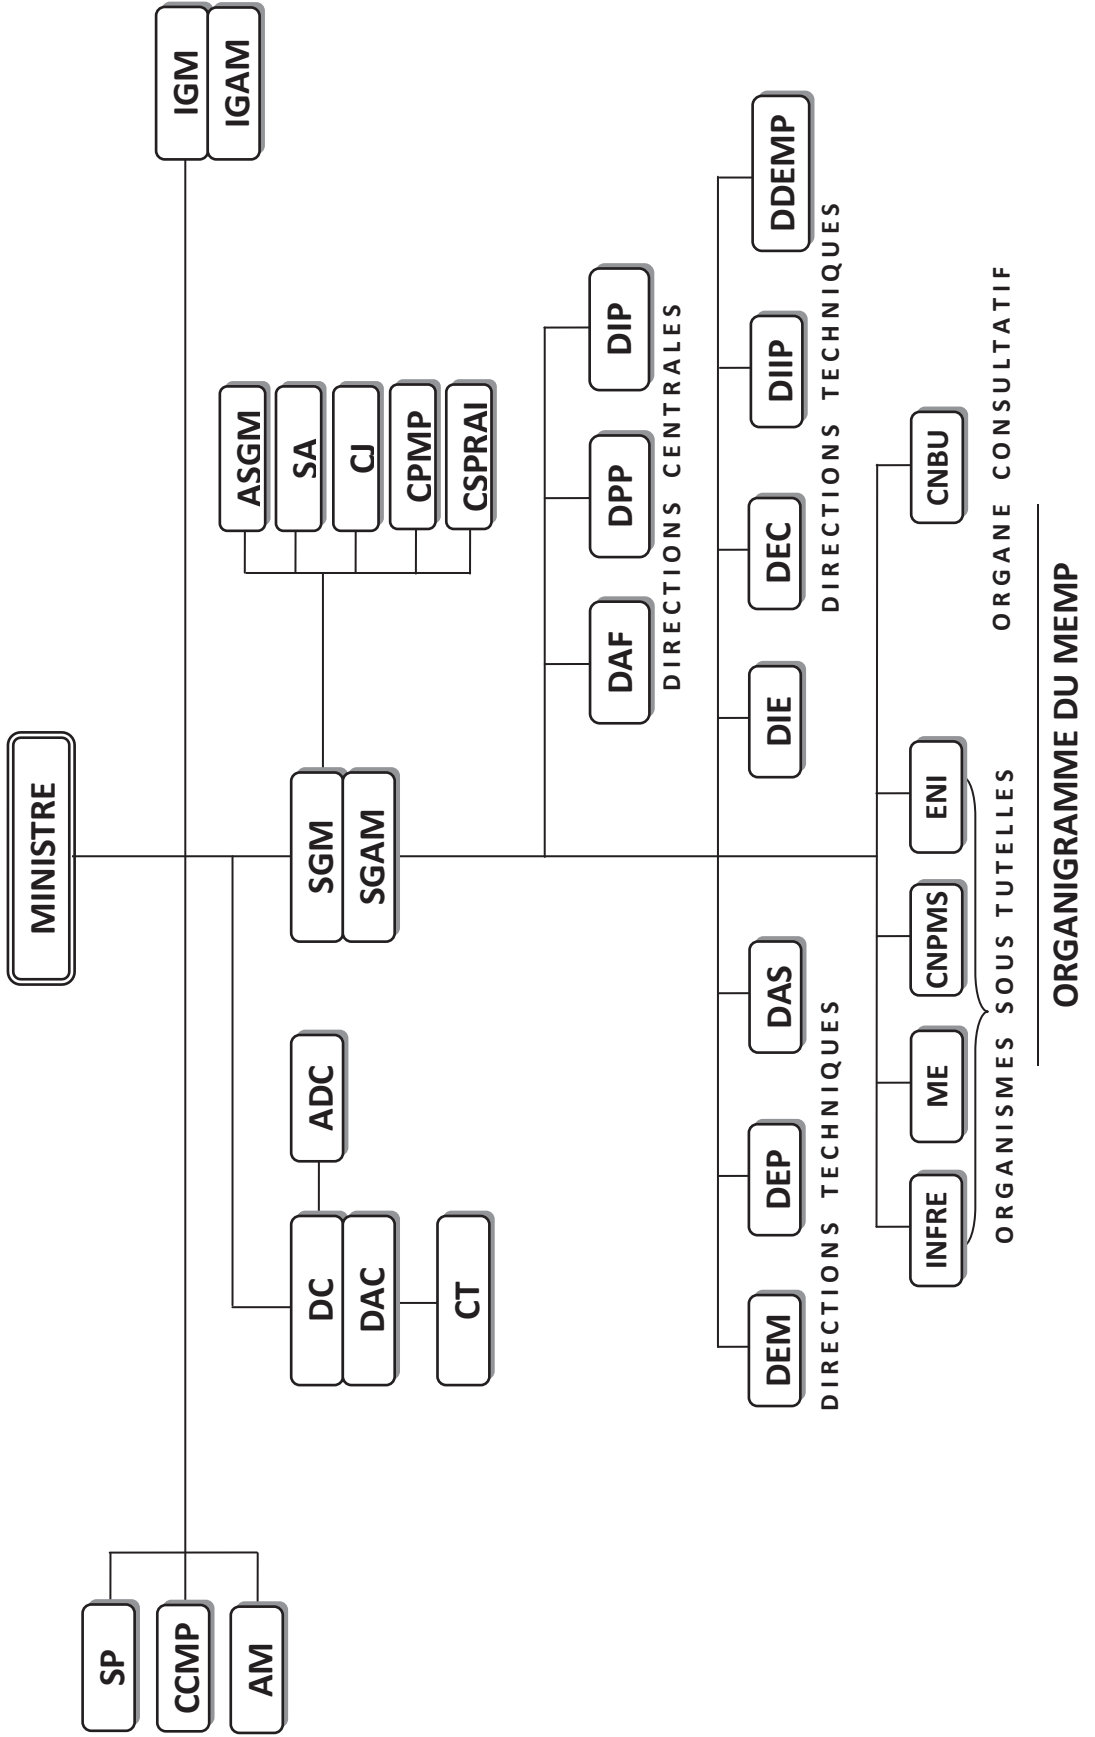 MINISTRE
SP
CCMP
AM
IGM
IGAM
DC
DAC
ADC
CT
SGM
SGAM
ASGM
SA
CJ
CPMP
CSPRAI
DAF
DPP
DIP
DIRECTIONS CENTRALES
DEM
DEP
DAS
DIE
DEC
DIIP
DDEMP
DIRECTIONS TECHNIQUES
DIRECTIONS TECHNIQUES
INFRE
ME
CNPMS
ENI
CNBU
ORGANISMES SOUS TUTELLES
ORGANE CONSULTATIF
ORGANIGRAMME DU MEMP